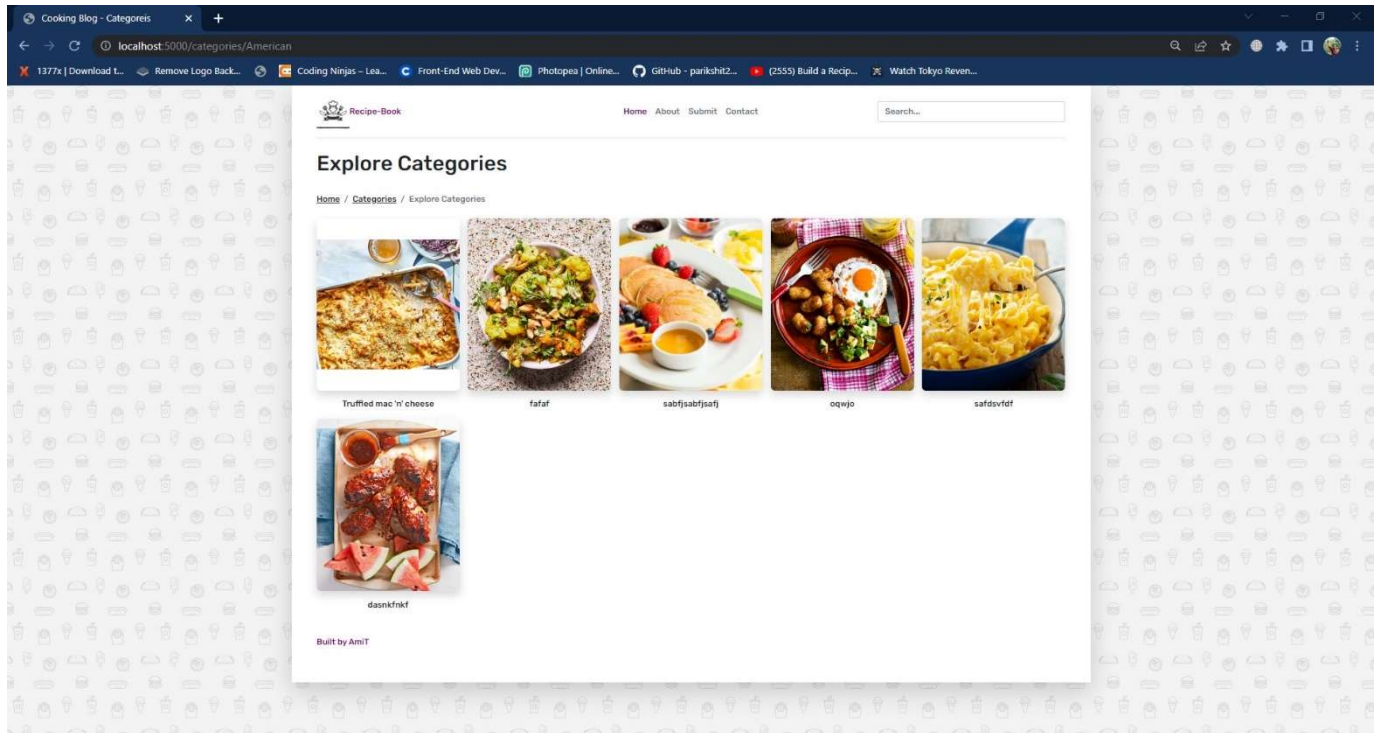 Cooking Blog - Categoreis
localhost:5000/categories/American
1377x | Download t... Remove Logo Back... Coding Ninjas – Lea... Front-End Web Dev... Photopea | Online... GitHub - parikshit2... (2555) Build a Recip... Watch Tokyo Reven...
Recipe-Book Home About Submit Contact Search...
Explore Categories
Home / Categories / Explore Categories
Truffled mac 'n' cheese fafaf sabfjsabfjsafj oqwjo safdsvfdf
dasnkfnkf
Built by AmiT